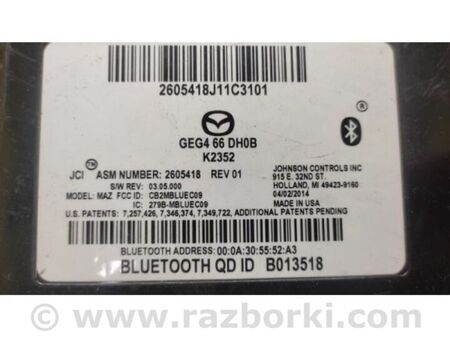 2605418J11C3101
GEG4 66 DH0B
K2352
®
JCI™ ASM NUMBER: 2605418 REV 01
S/W REV: 03.05.000
MODEL: MAZ FCC ID: CB2MBLUEC09
IC: 279B-MBLUEC09
JOHNSON CONTROLS INC
915 E. 32ND ST.
HOLLAND, MI 49423-9160
04/02/2014
MADE IN USA
U.S. PATENTS: 7,257,426, 7,346,374, 7,349,722, ADDITIONAL PATENTS PENDING
BLUETOOTH ADDRESS: 00:0A:30:55:52:A3
BLUETOOTH QD ID B013518
www.razborki.com